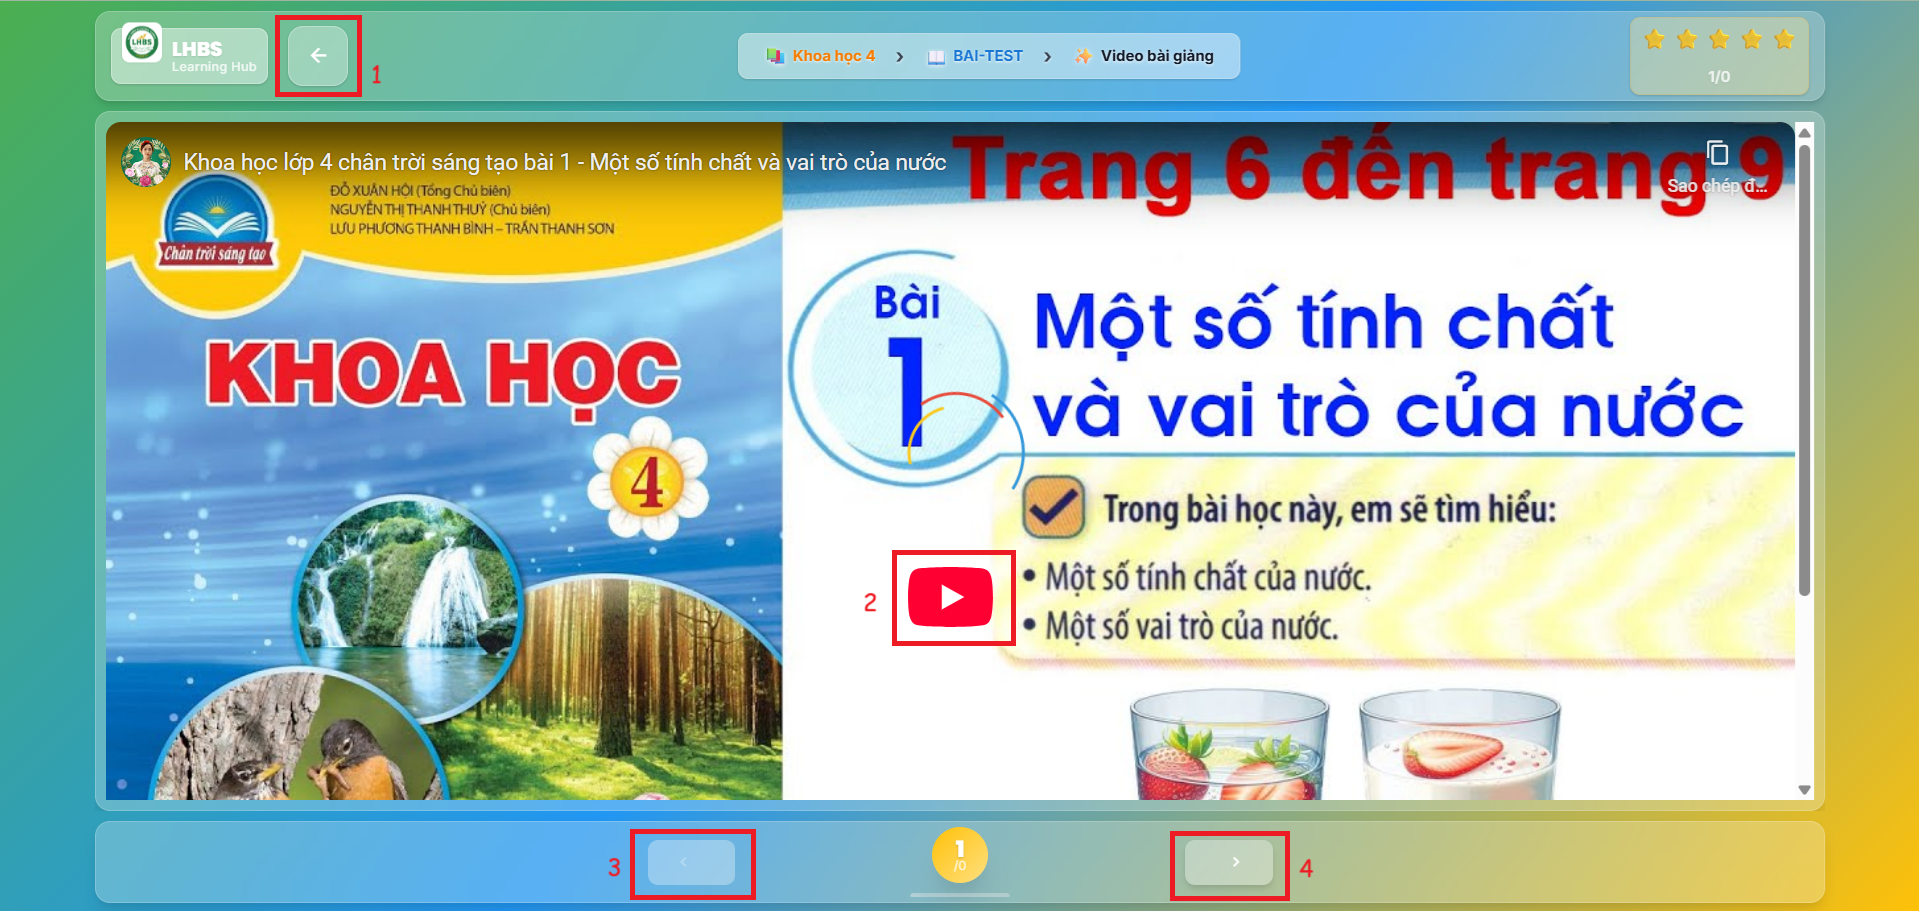 LHBS
LHBS
Learning Hub
1
Khoa học 4 › BAI-TEST › Video bài giảng
1/0
Khoa học lớp 4 chân trời sáng tạo bài 1 - Một số tính chất và vai trò của nước
Sao chép đ...
ĐỖ XUÂN HỘI (Tổng Chủ biên)
NGUYỄN THỊ THANH THUỶ (Chủ biên)
LƯU PHƯƠNG THANH BÌNH – TRẦN THANH SƠN
Chân trời sáng tạo
KHOA HỌC
4
Trang 6 đến trang 9
Bài
1
Một số tính chất
và vai trò của nước
Trong bài học này, em sẽ tìm hiểu:
• Một số tính chất của nước.
• Một số vai trò của nước.
2
3
1
/0
4